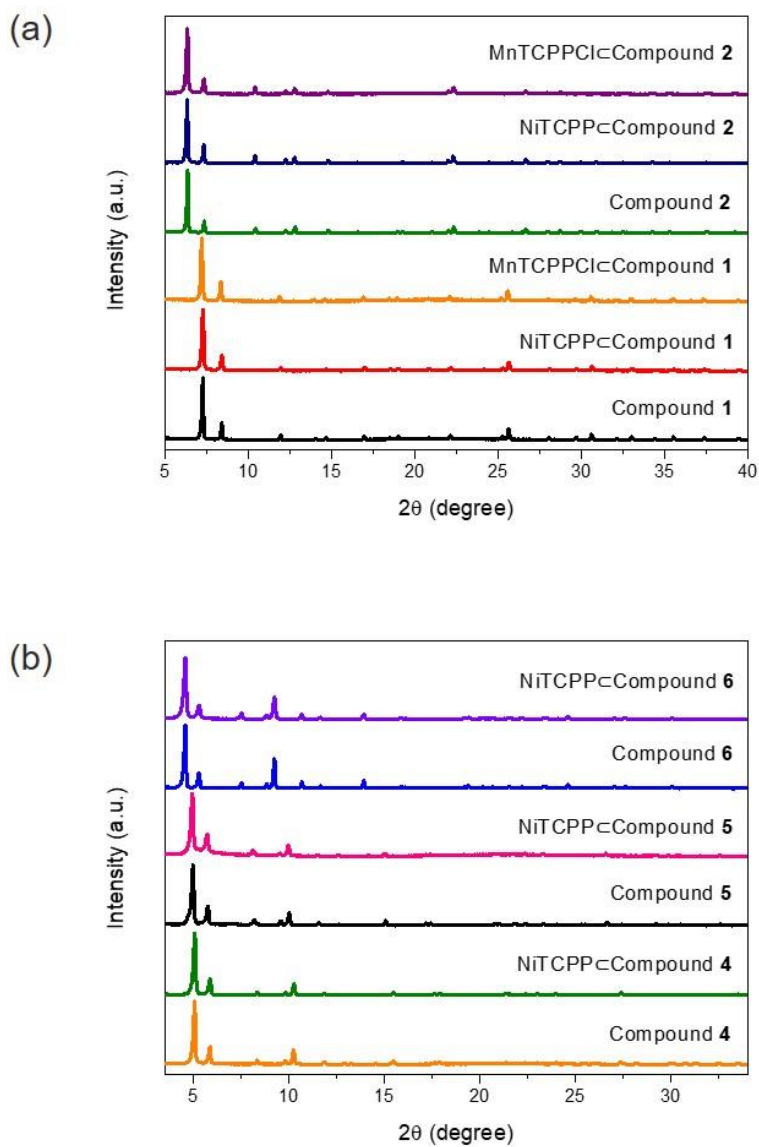 (a)
MnTCPPCl⊂Compound 2
NiTCPP⊂Compound 2
Compound 2
MnTCPPCl⊂Compound 1
NiTCPP⊂Compound 1
Compound 1
Intensity (a.u.)
5 10 15 20 25 30 35 40
2θ (degree)
(b)
NiTCPP⊂Compound 6
Compound 6
NiTCPP⊂Compound 5
Compound 5
NiTCPP⊂Compound 4
Compound 4
Intensity (a.u.)
5 10 15 20 25 30
2θ (degree)